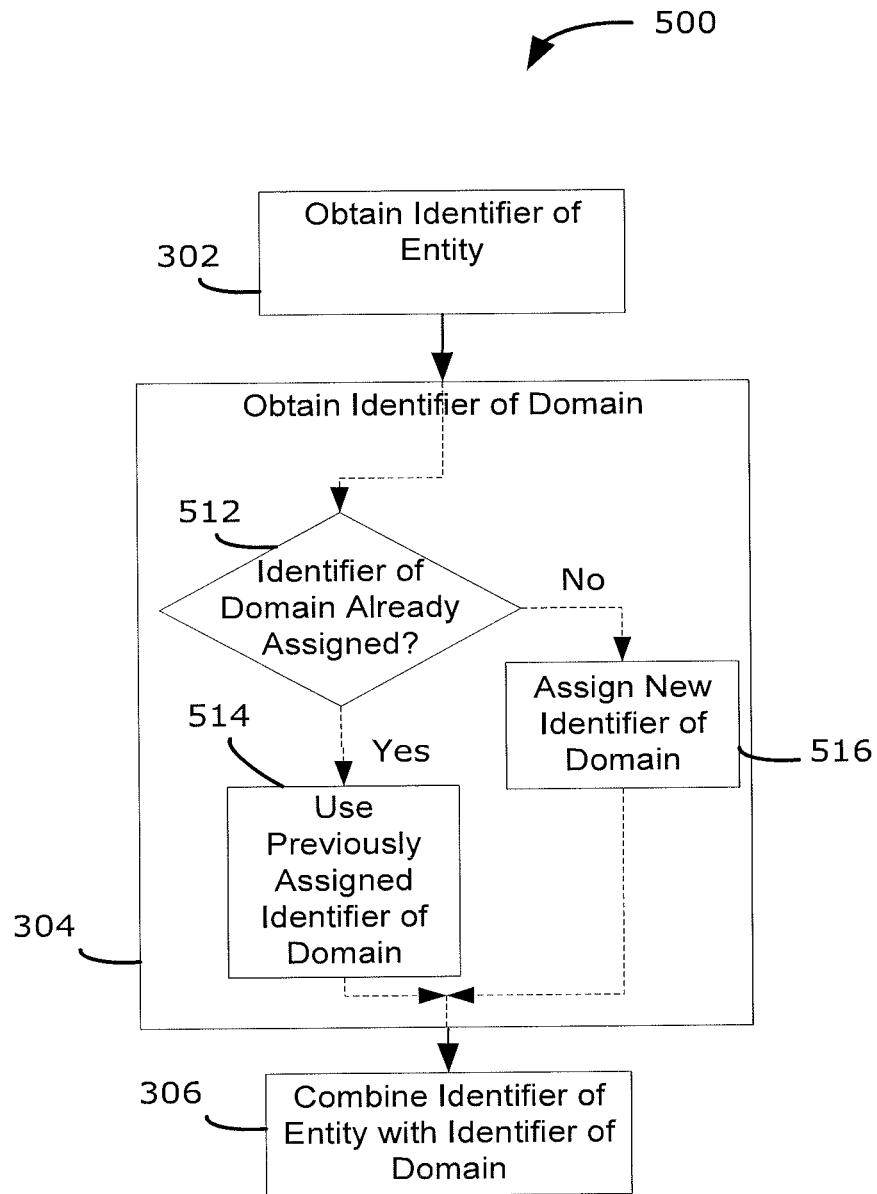 500
Obtain Identifier of
Entity
302
Obtain Identifier of Domain
512
Identifier of
Domain Already
Assigned?
No
Assign New
Identifier of
Domain
516
514
Yes
Use
Previously
Assigned
Identifier of
Domain
304
306
Combine Identifier of
Entity with Identifier of
Domain